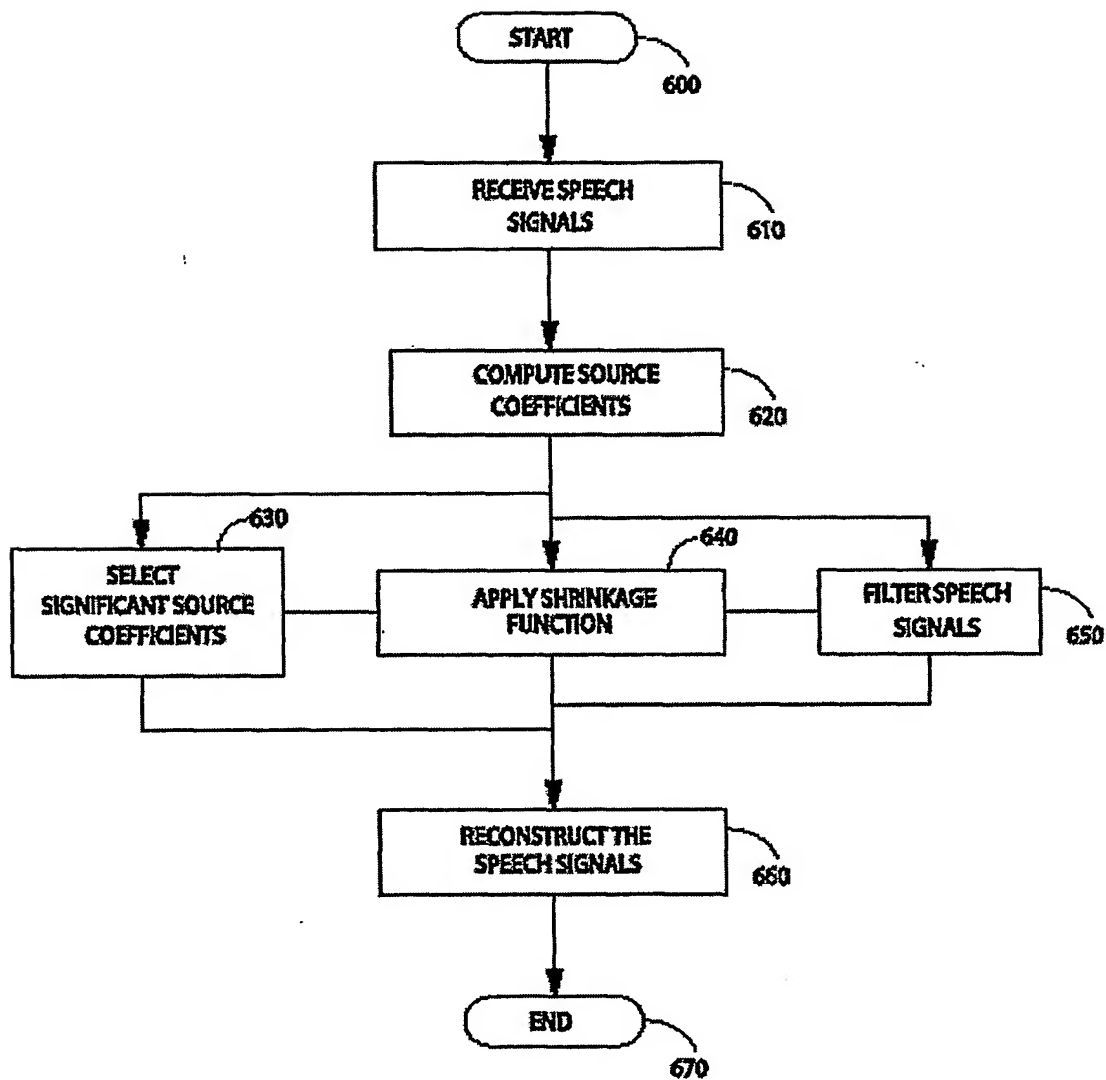 START
600
RECEIVE SPEECH
SIGNALS
610
COMPUTE SOURCE
COEFFICIENTS
620
630
SELECT
SIGNIFICANT SOURCE
COEFFICIENTS
640
APPLY SHRINKAGE
FUNCTION
FILTER SPEECH
SIGNALS
650
RECONSTRUCT THE
SPEECH SIGNALS
660
END
670